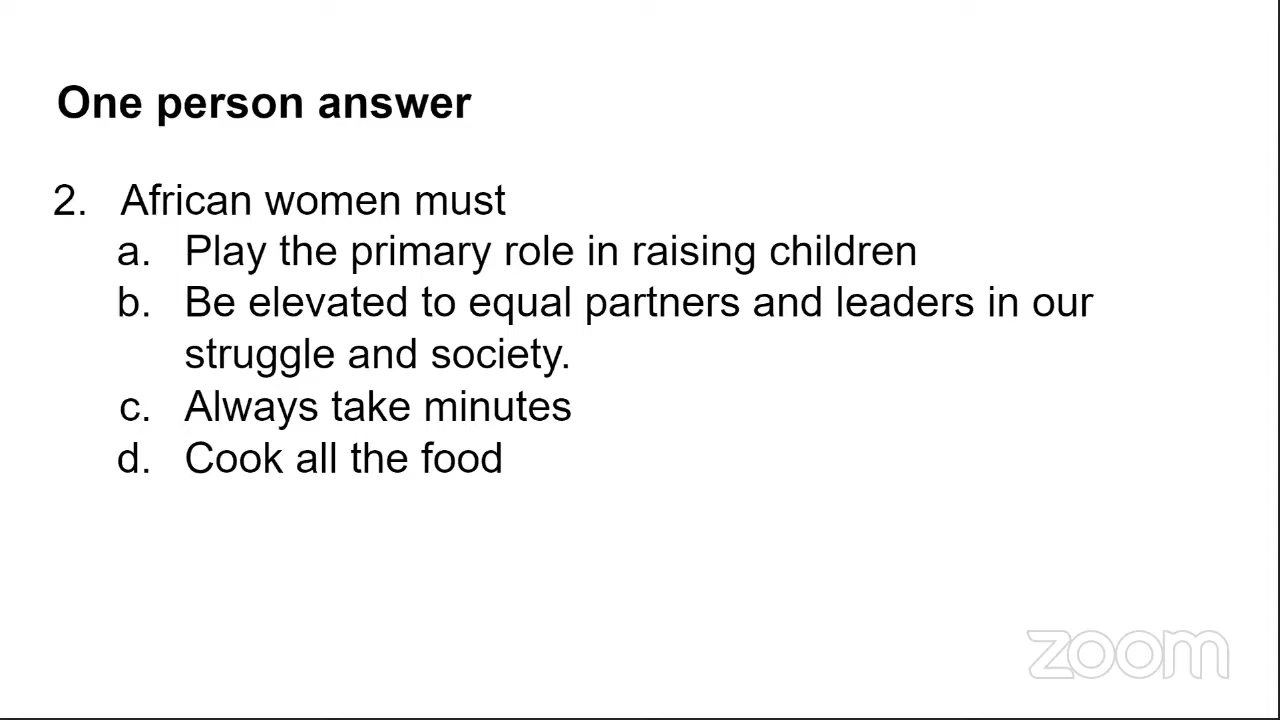 One person answer
2. African women must
a. Play the primary role in raising children
b. Be elevated to equal partners and leaders in our
struggle and society.
c. Always take minutes
d. Cook all the food
zoom